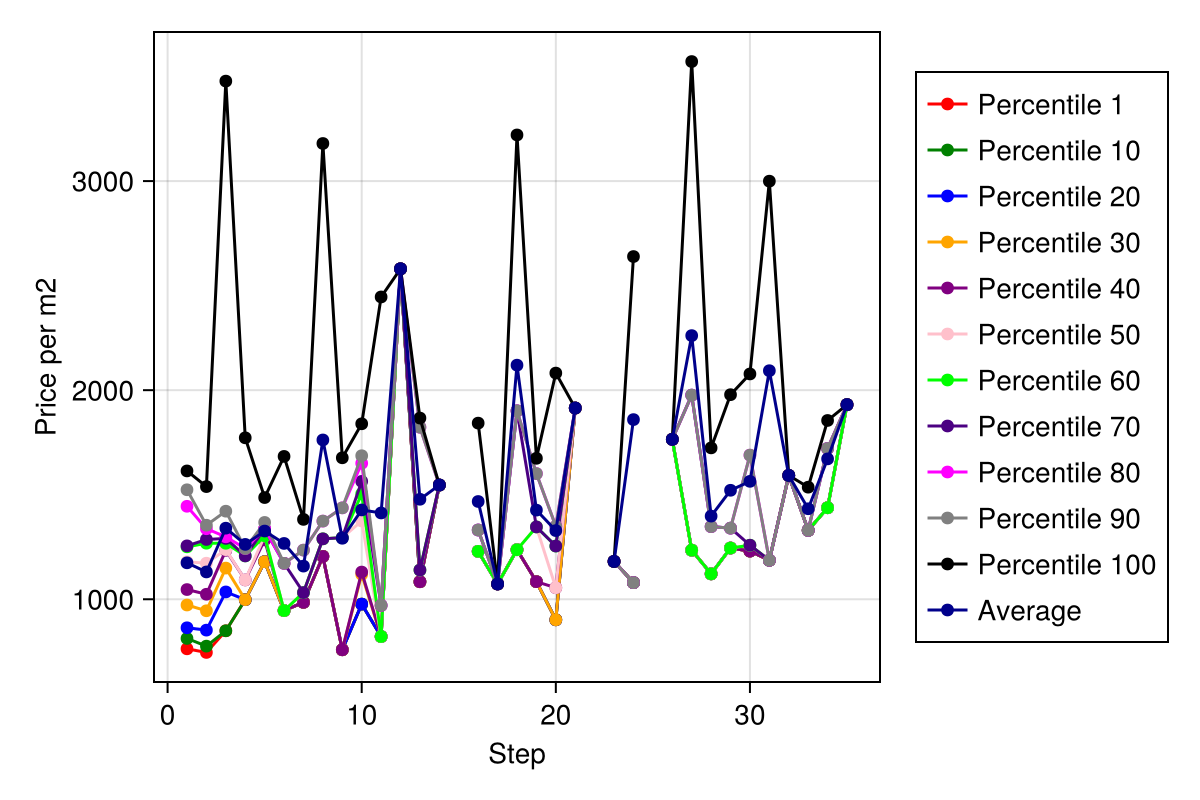 Price per m2
3000
2000
1000
0
10
20
30
Step
Percentile 1
Percentile 10
Percentile 20
Percentile 30
Percentile 40
Percentile 50
Percentile 60
Percentile 70
Percentile 80
Percentile 90
Percentile 100
Average